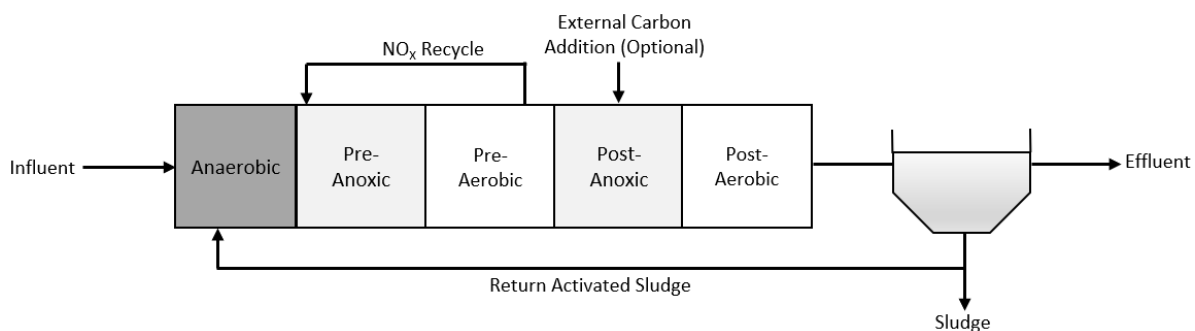 External Carbon
Addition (Optional)
NOx Recycle
Influent
Anaerobic
Pre-
Anoxic
Pre-
Aerobic
Post-
Anoxic
Post-
Aerobic
Effluent
Return Activated Sludge
Sludge